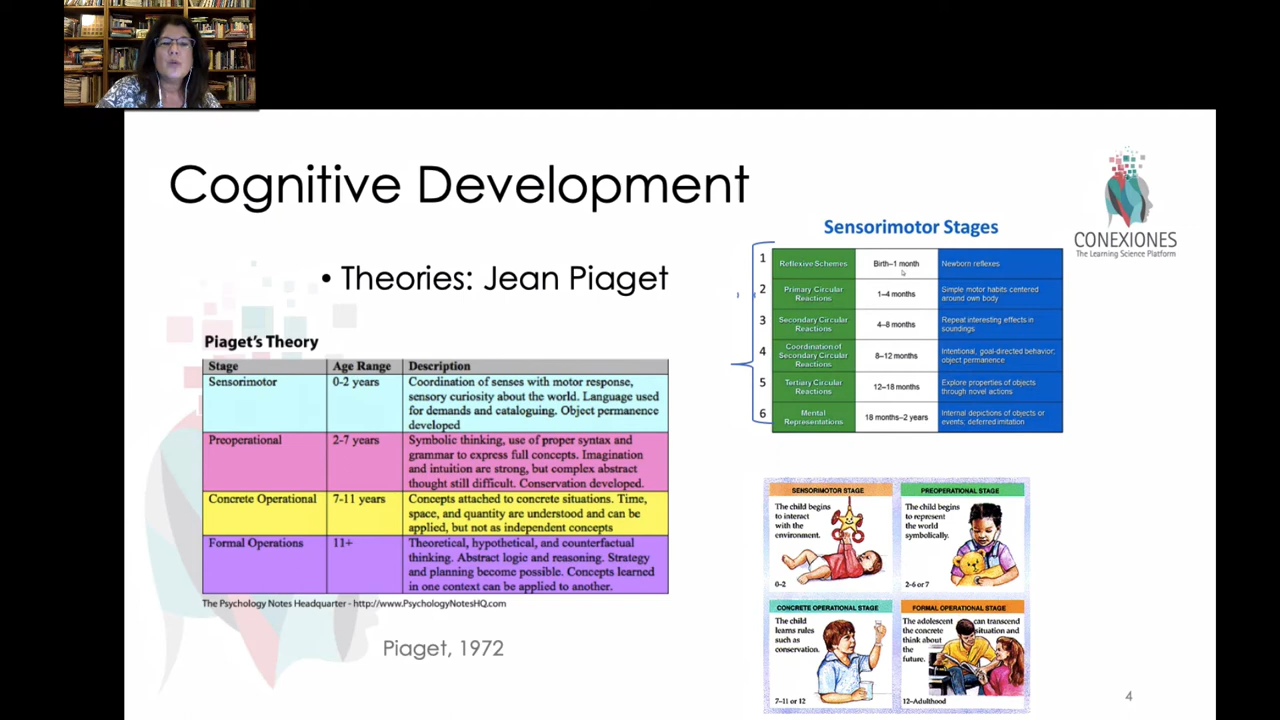 Cognitive Development
• Theories: Jean Piaget
Piaget's Theory
Stage Age Range Description
Sensorimotor 0-2 years Coordination of senses with motor response,
sensory curiosity about the world. Language used
for demands and cataloguing. Object permanence
developed
Preoperational 2-7 years Symbolic thinking, use of proper syntax and
grammar to express full concepts. Imagination
and intuition are strong, but complex abstract
thought still difficult. Conservation developed.
Concrete Operational 7-11 years Concepts attached to concrete situations. Time,
space, and quantity are understood and can be
applied, but not as independent concepts
Formal Operations 11+ Theoretical, hypothetical, and counterfactual
thinking. Abstract logic and reasoning. Strategy
and planning become possible. Concepts learned
in one context can be applied to another.
The Psychology Notes Headquarter - http://www.PsychologyNotesHQ.com
Piaget, 1972
Sensorimotor Stages
1 Reflexive Schemes Birth–1 month Newborn reflexes
2 Primary Circular Reactions 1–4 months Simple motor habits centered
around own body
3 Secondary Circular Reactions 4–8 months Repeat interesting effects in
soundings
4 Coordination of Secondary Circular Reactions 8–12 months Intentional, goal-directed behavior;
object permanence
5 Tertiary Circular Reactions 12–18 months Explore properties of objects
through novel actions
6 Mental Representations 18 months–2 years Internal depictions of objects or
events; deferred imitation
CONEXIONES
The Learning Science Platform
SENSORIMOTOR STAGE
The child begins
to interact
with the
environment.
0-2
PREOPERATIONAL STAGE
The child begins
to represent
the world
symbolically.
2-6 or 7
CONCRETE OPERATIONAL STAGE
The child
learns rules
such as
conservation.
7-11 or 12
FORMAL OPERATIONAL STAGE
The adolescent can transcend
the concrete situation and
think about
the
future.
12-Adulthood
4